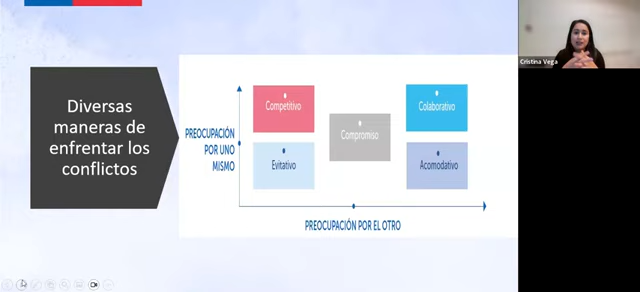 Diversas
maneras de
enfrentar los
conflictos
PREOCUPACIÓN
POR UNO
MISMO
Competitivo
Colaborativo
Compromiso
Evitativo
Acomodativo
PREOCUPACIÓN POR EL OTRO
Cristina Vega